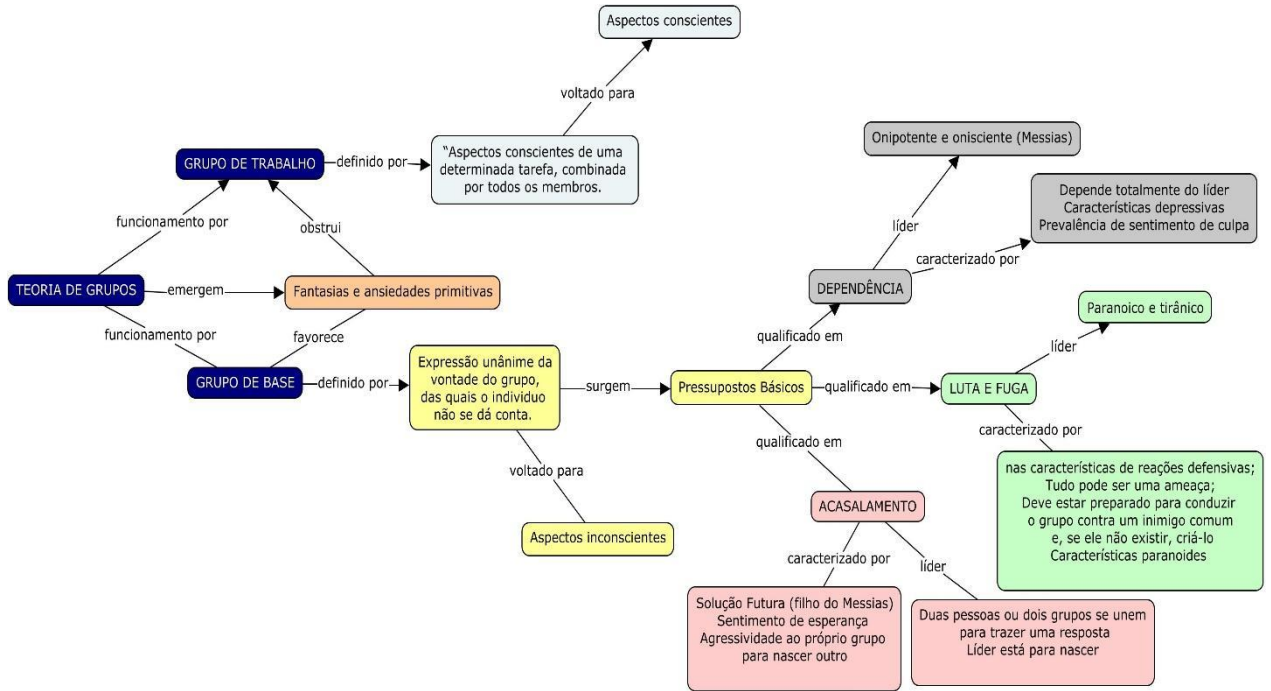 Aspectos conscientes
voltado para
GRUPO DE TRABALHO
definido por
"Aspectos conscientes de uma
determinada tarefa, combinada
por todos os membros.
Onipotente e onisciente (Messias)
Depende totalmente do líder
Características depressivas
Prevalência de sentimento de culpa
funcionamento por
obstrui
líder
caracterizado por
TEORIA DE GRUPOS
emergem
Fantasias e ansiedades primitivas
DEPENDÊNCIA
Paranoico e tirânico
funcionamento por
favorece
qualificado em
líder
GRUPO DE BASE
definido por
Expressão unânime da
vontade do grupo,
das quais o individuo
não se dá conta.
surgem
Pressupostos Básicos
qualificado em
LUTA E FUGA
qualificado em
caracterizado por
voltado para
nas características de reações defensivas;
Tudo pode ser uma ameaça;
Deve estar preparado para conduzir
o grupo contra um inimigo comum
e, se ele não existir, criá-lo
Características paranoides
ACASALAMENTO
Aspectos inconscientes
caracterizado por
líder
Solução Futura (filho do Messias)
Sentimento de esperança
Agressividade ao próprio grupo
para nascer outro
Duas pessoas ou dois grupos se unem
para trazer uma resposta
Líder está para nascer